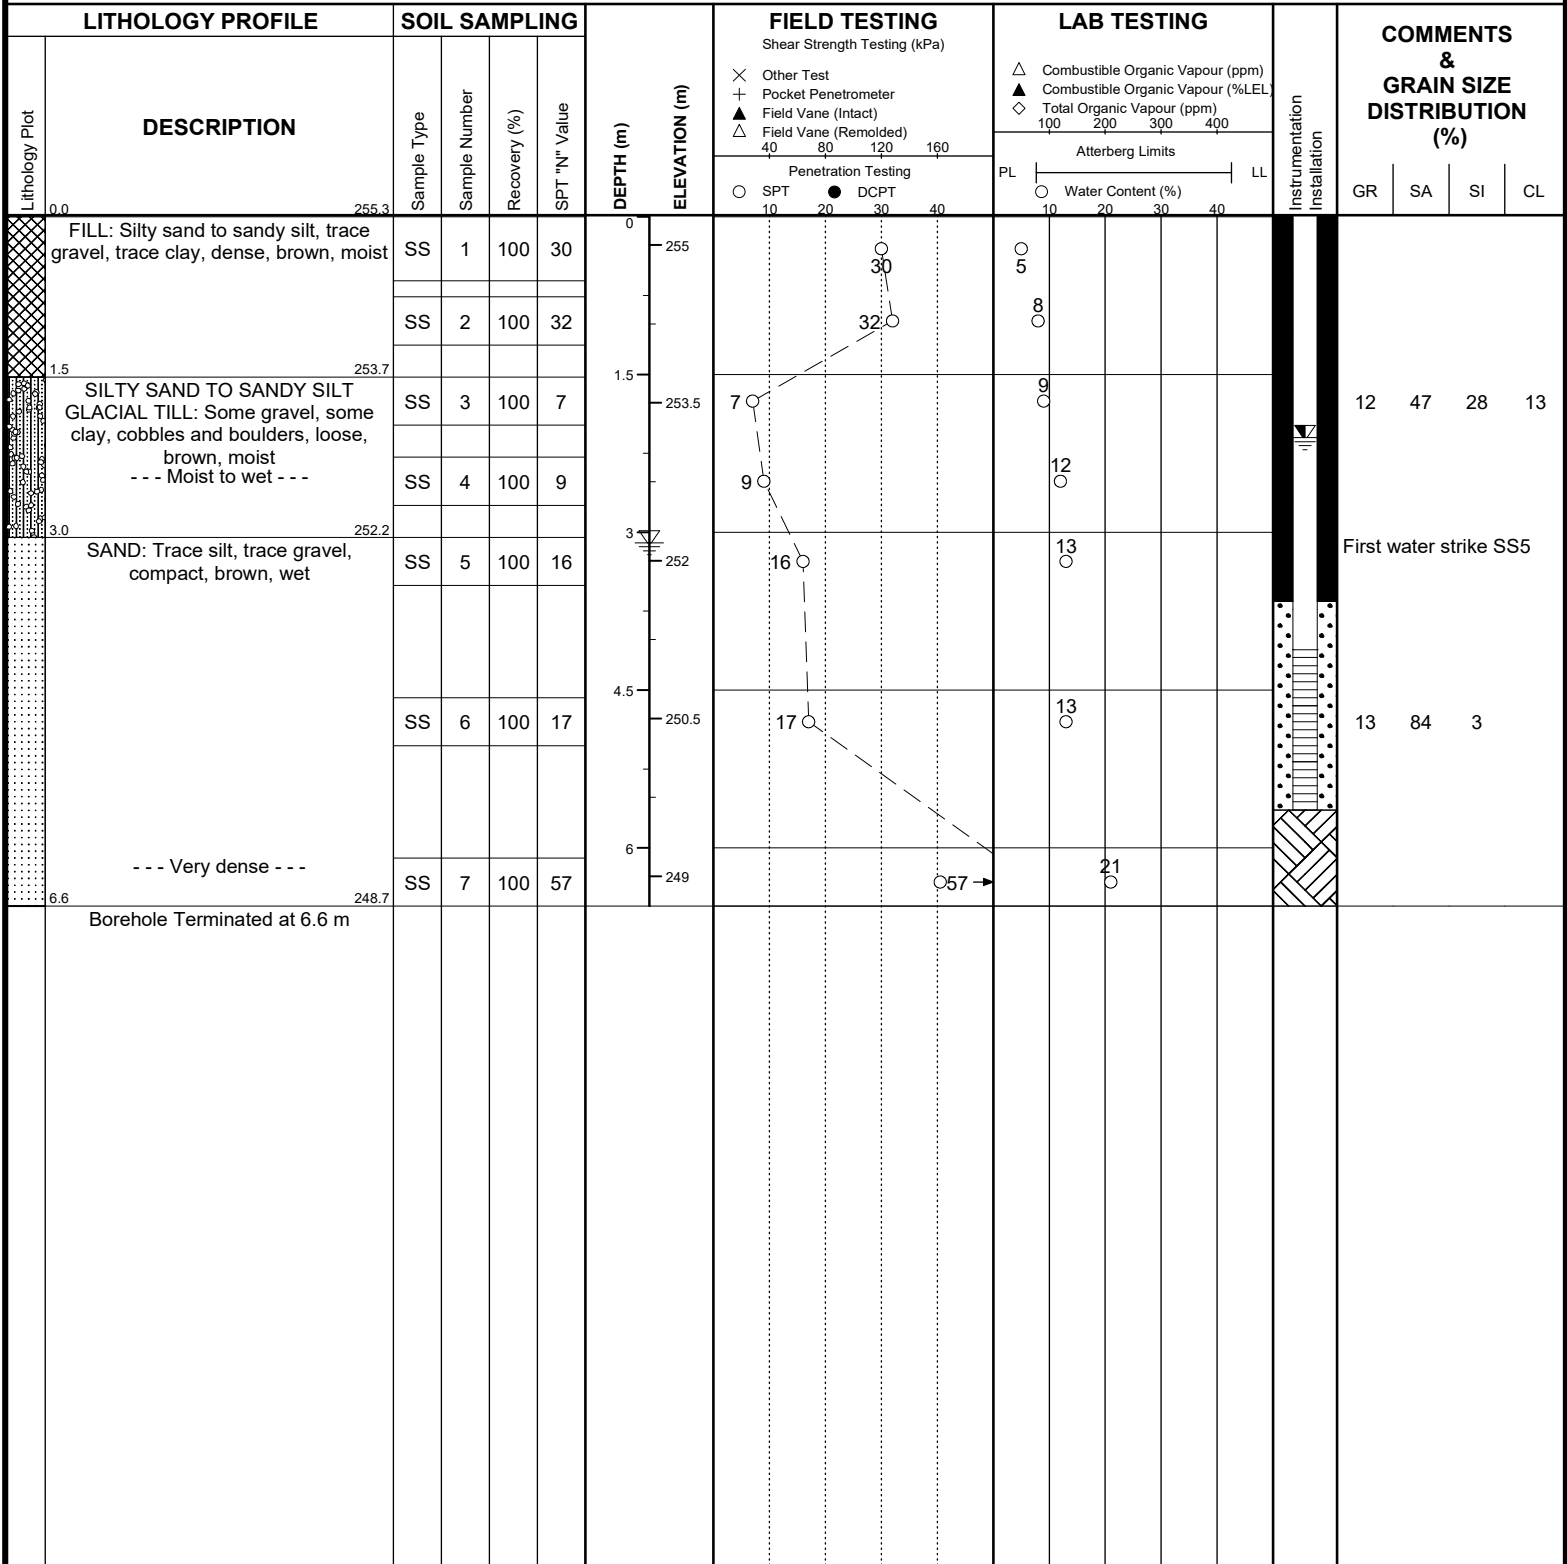 LITHOLOGY PROFILE
SOIL SAMPLING
FIELD TESTING
LAB TESTING
COMMENTS
&
GRAIN SIZE
DISTRIBUTION
(%)
Lithology Plot
DESCRIPTION
0.0 255.3
Sample Type
Sample Number
Recovery (%)
SPT "N" Value
DEPTH (m)
ELEVATION (m)
Shear Strength Testing (kPa)
Other Test
Pocket Penetrometer
Field Vane (Intact)
Field Vane (Remolded)
40 80 120 160
Penetration Testing
SPT DCPT
10 20 30 40
Combustible Organic Vapour (ppm)
Combustible Organic Vapour (%LEL)
Total Organic Vapour (ppm)
100 200 300 400
Atterberg Limits
PL LL
Water Content (%)
10 20 30 40
Instrumentation
Installation
GR SA SI CL
FILL: Silty sand to sandy silt, trace
gravel, trace clay, dense, brown, moist
SS 1 100 30
0
255
30
5
SS 2 100 32
32
8
1.5 253.7
1.5
SILTY SAND TO SANDY SILT
GLACIAL TILL: Some gravel, some
clay, cobbles and boulders, loose,
brown, moist
SS 3 100 7
253.5
7
9
12 47 28 13
- - - Moist to wet - - -
SS 4 100 9
9
12
3.0 252.2
3
SAND: Trace silt, trace gravel,
compact, brown, wet
SS 5 100 16
252
16
13
First water strike SS5
4.5
SS 6 100 17
250.5
17
13
13 84 3
6
- - - Very dense - - -
SS 7 100 57
249
57
21
6.6 248.7
Borehole Terminated at 6.6 m